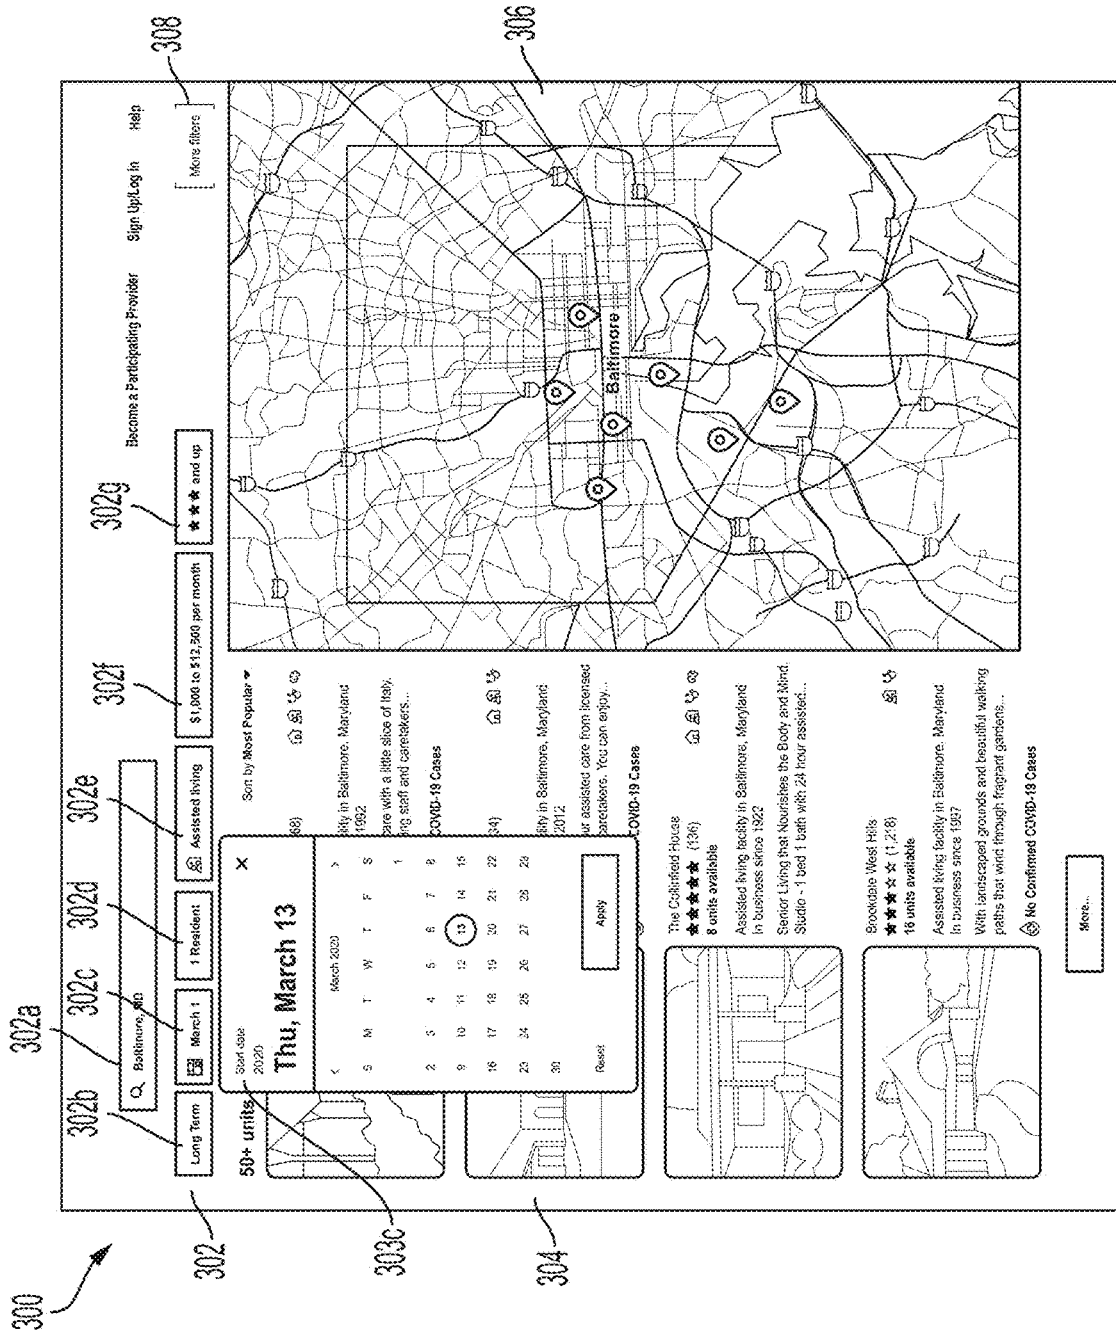 300
302
302a
302b
302c
302d
302e
302f
302g
308
Become a Participating Provider
Sign Up/Log In
Help
Baltimore, MD
Long Term
March 1
1 Resident
Assisted living
$1,000 to $12,500 per month
★★★ and up
More filters
303c
304
306
50+ units
Sort by Most Popular
Start date
2020
×
Thu, March 13
< March 2020 >
S M T W T F S
1
2 3 4 5 6 7 8
9 10 11 12 13 14 15
16 17 18 19 20 21 22
23 24 25 26 27 28 29
30
Reset
Apply
68)
ility in Baltimore, Maryland
1992
care with a little slice of Italy,
ng staff and caretakers...
COVID-19 Cases
34)
ility in Baltimore, Maryland
2012
ur assisted care from licensed
caretakers. You can enjoy...
COVID-19 Cases
The Collinfield House
★★★★★ (136)
8 units available
Assisted living facility in Baltimore, Maryland
In business since 1922
Senior Living that Nourishes the Body and Mind.
Studio - 1 bed 1 bath with 24 hour assisted...
Brookdale West Hills
★★★★☆ (1,218)
16 units available
Assisted living facility in Baltimore, Maryland
In business since 1997
With landscaped grounds and beautiful walking
paths that wind through fragrant gardens...
No Confirmed COVID-19 Cases
More...
Baltimore